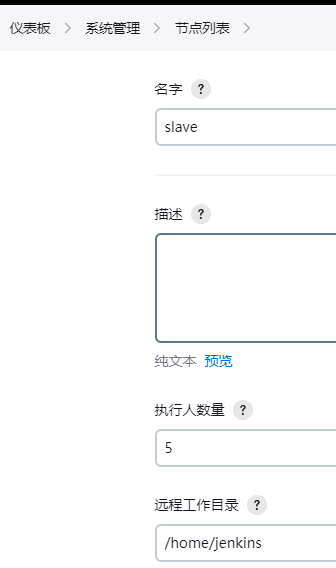 仪表板 > 系统管理 > 节点列表 >
名字 ?
slave
描述 ?
纯文本 预览
执行人数量 ?
5
远程工作目录 ?
/home/jenkins